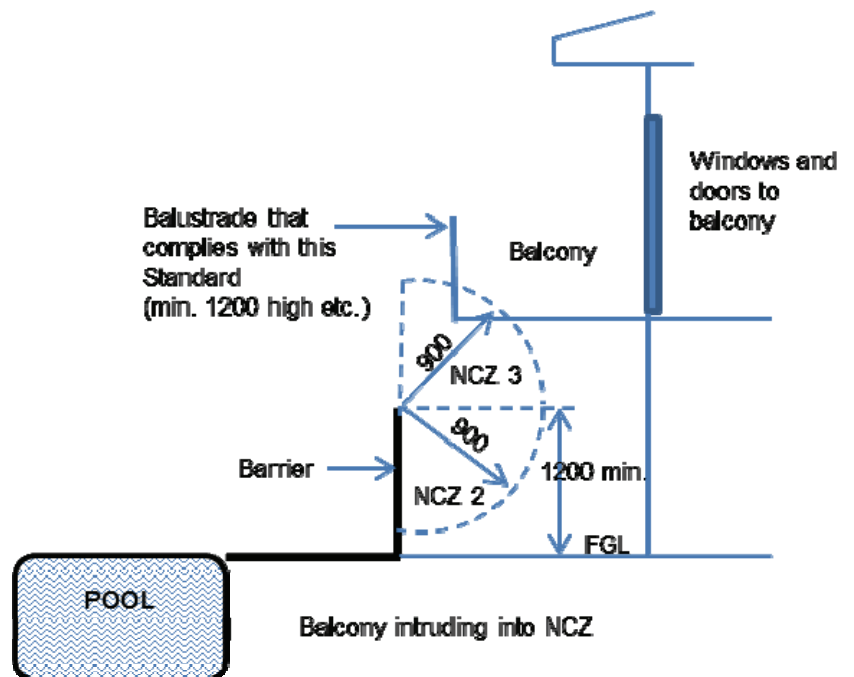 Windows and
doors to
balcony
Balustrade that
complies with this
Standard
(min. 1200 high etc.)
Balcony
900
NCZ 3
900
Barrier
NCZ 2
1200 min.
FGL
POOL
Balcony intruding into NCZ